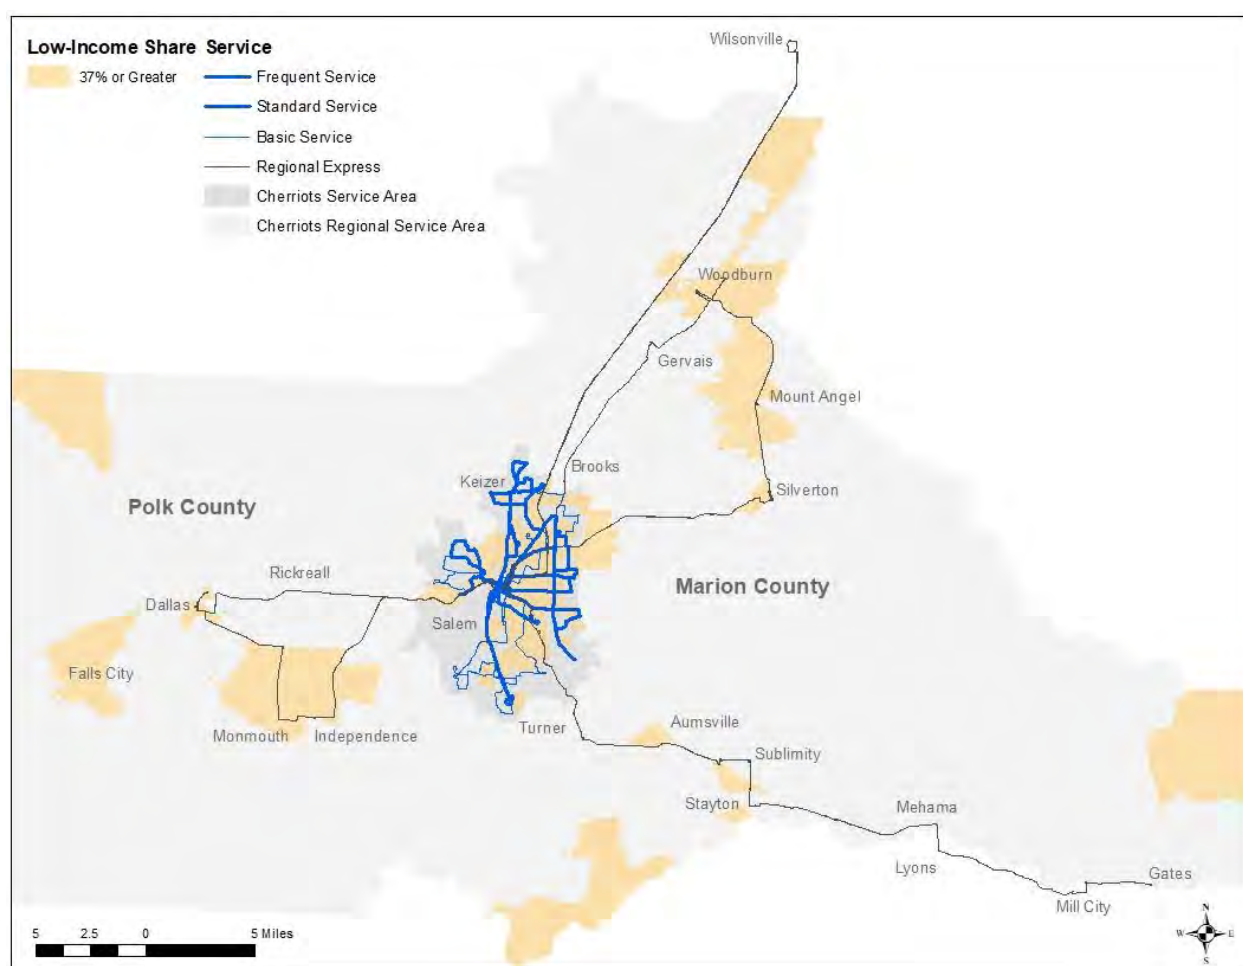 Low-Income Share Service
37% or Greater
Frequent Service
Standard Service
Basic Service
Regional Express
Cherriots Service Area
Cherriots Regional Service Area
Wilsonville
Woodburn
Gervais
Mount Angel
Brooks
Keizer
Silverton
Polk County
Rickreall
Marion County
Dallas
Salem
Falls City
Monmouth
Independence
Turner
Aumsville
Sublimity
Stayton
Mehama
Lyons
Gates
Mill City
5 2.5 0 5 Miles
N
W E
S